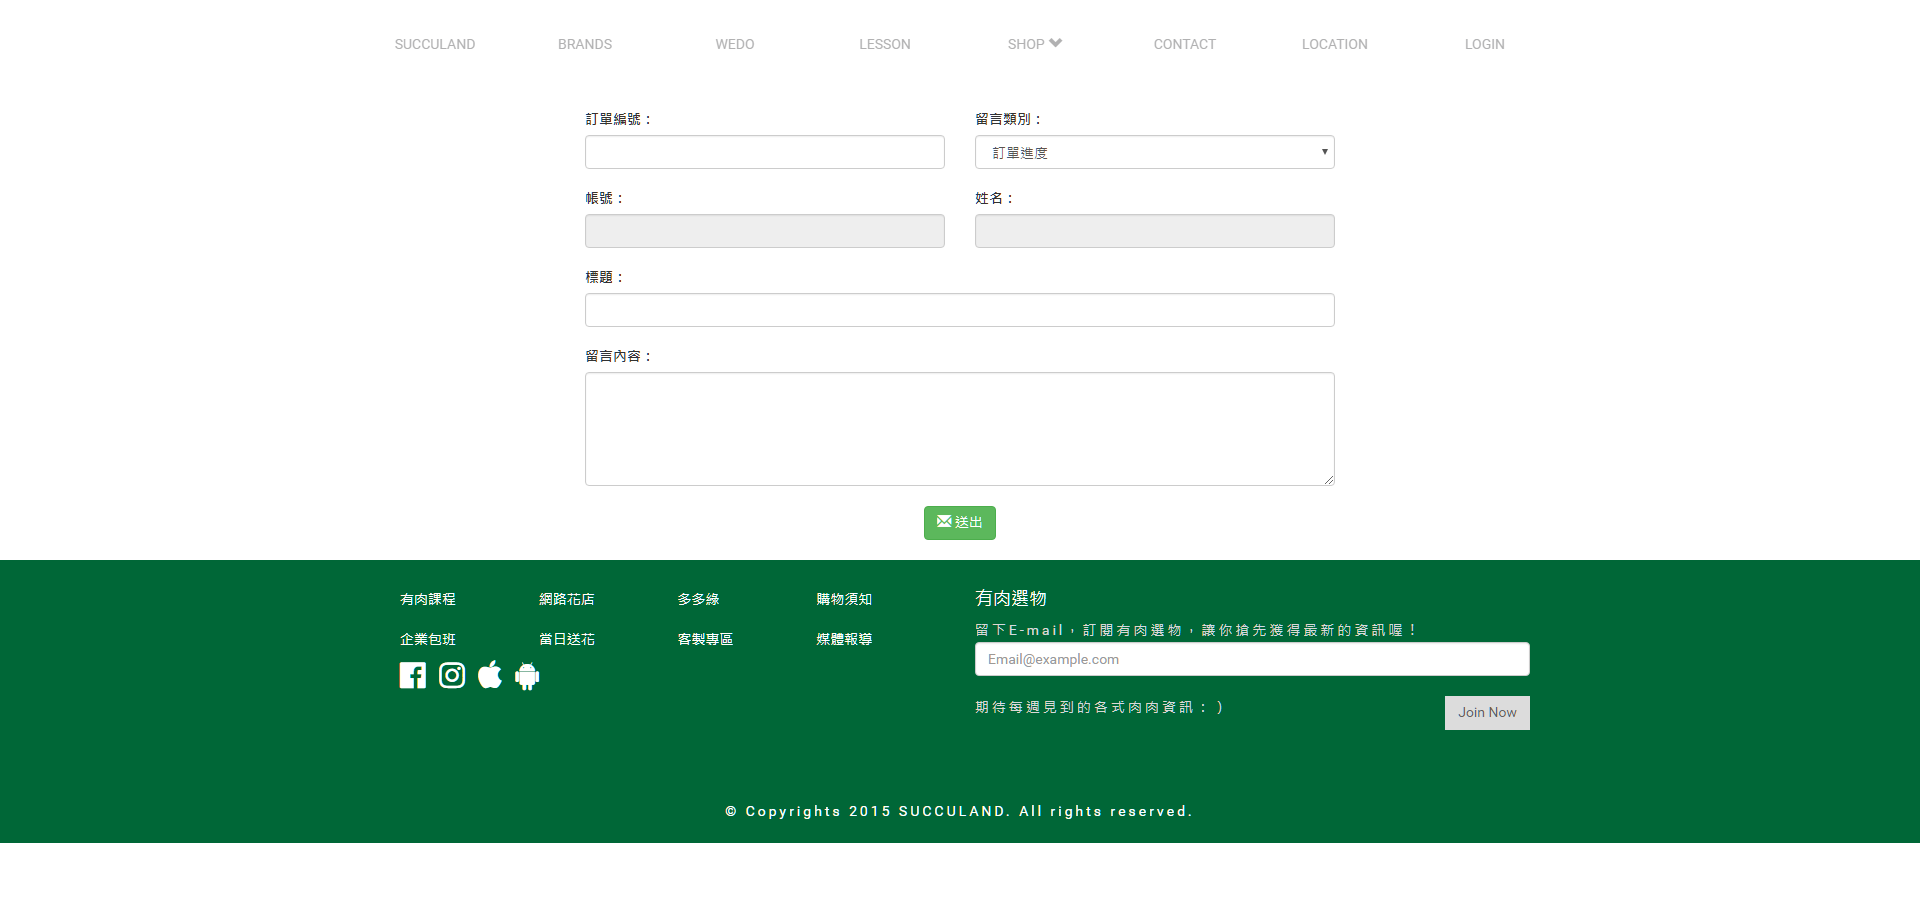 SUCCULAND BRANDS WEDO LESSON SHOP CONTACT LOCATION LOGIN
訂單編號：
留言類別：
訂單進度
帳號：
姓名：
標題：
留言內容：
送出
有肉課程 網路花店 多多綠 購物須知
企業包班 當日送花 客製專區 媒體報導
有肉選物
留下E-mail，訂閱有肉選物，讓你搶先獲得最新的資訊喔！
Email@example.com
期待每週見到的各式肉肉資訊：)
Join Now
© Copyrights 2015 SUCCULAND. All rights reserved.